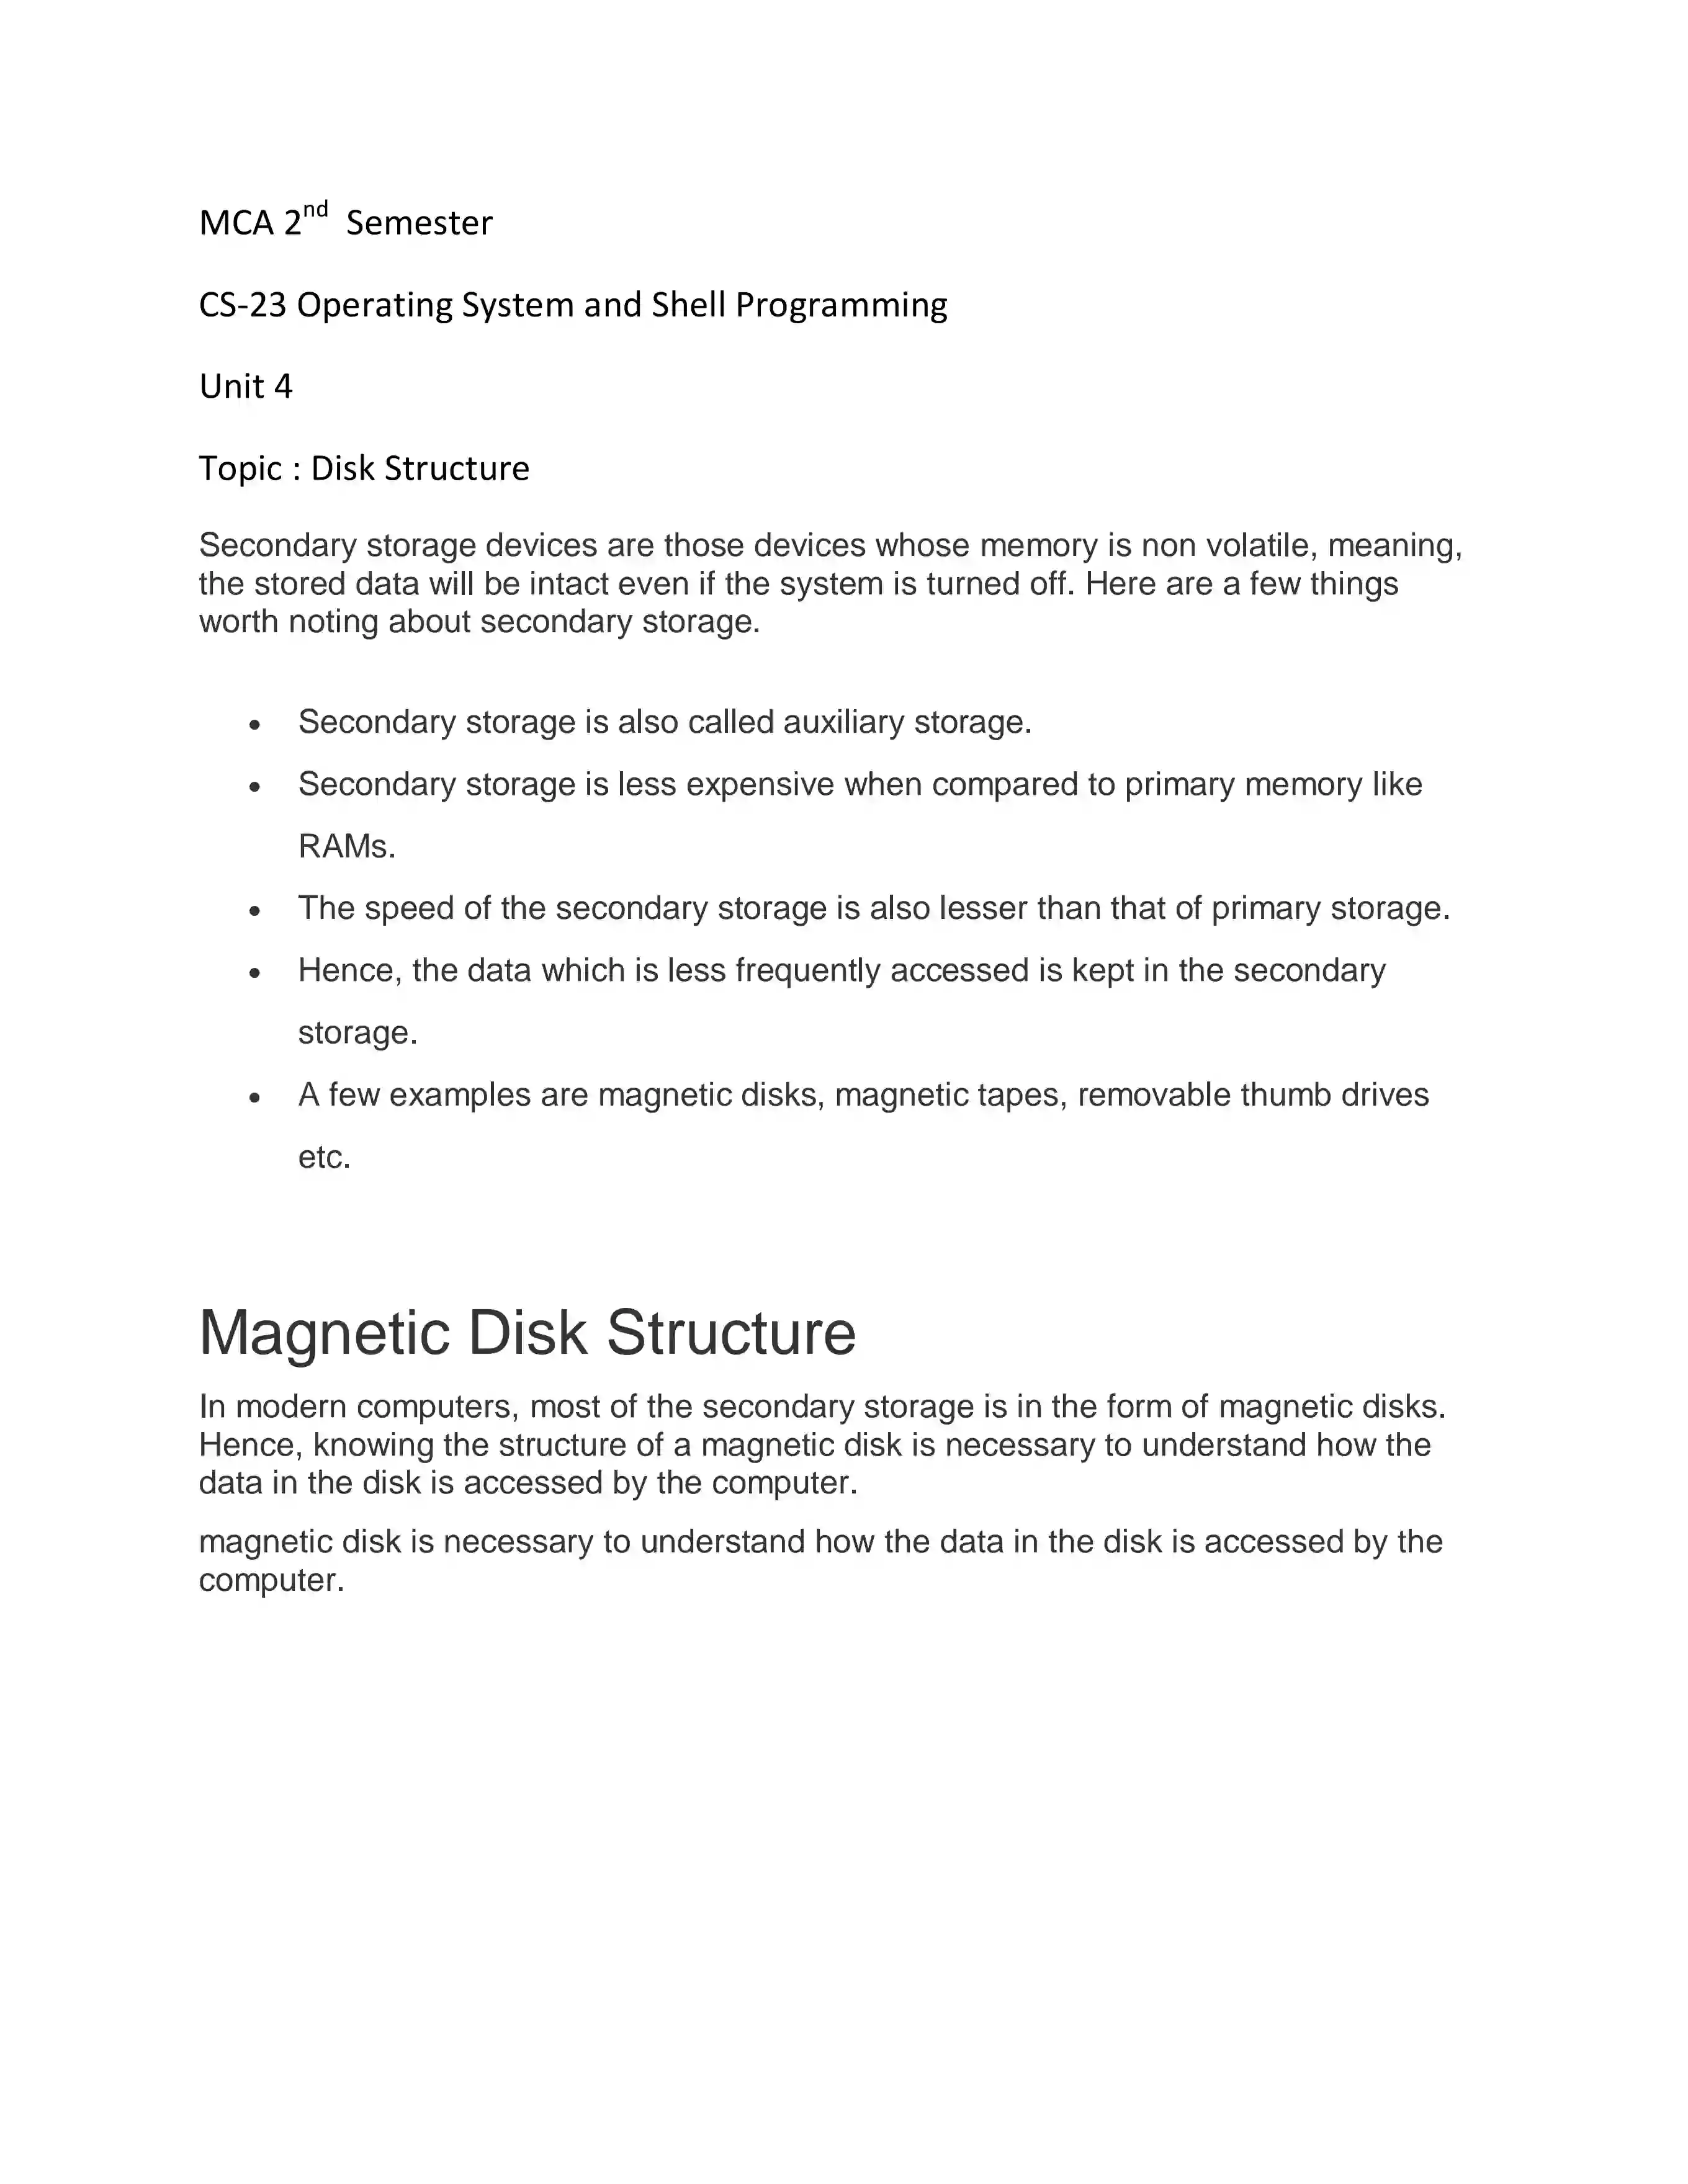 MCA 2nd Semester
CS-23 Operating System and Shell Programming
Unit 4
Topic : Disk Structure
Secondary storage devices are those devices whose memory is non volatile, meaning,
the stored data will be intact even if the system is turned off. Here are a few things
worth noting about secondary storage.
• Secondary storage is also called auxiliary storage.
• Secondary storage is less expensive when compared to primary memory like
RAMs.
• The speed of the secondary storage is also lesser than that of primary storage.
• Hence, the data which is less frequently accessed is kept in the secondary
storage.
• A few examples are magnetic disks, magnetic tapes, removable thumb drives
etc.
Magnetic Disk Structure
In modern computers, most of the secondary storage is in the form of magnetic disks.
Hence, knowing the structure of a magnetic disk is necessary to understand how the
data in the disk is accessed by the computer.
magnetic disk is necessary to understand how the data in the disk is accessed by the
computer.